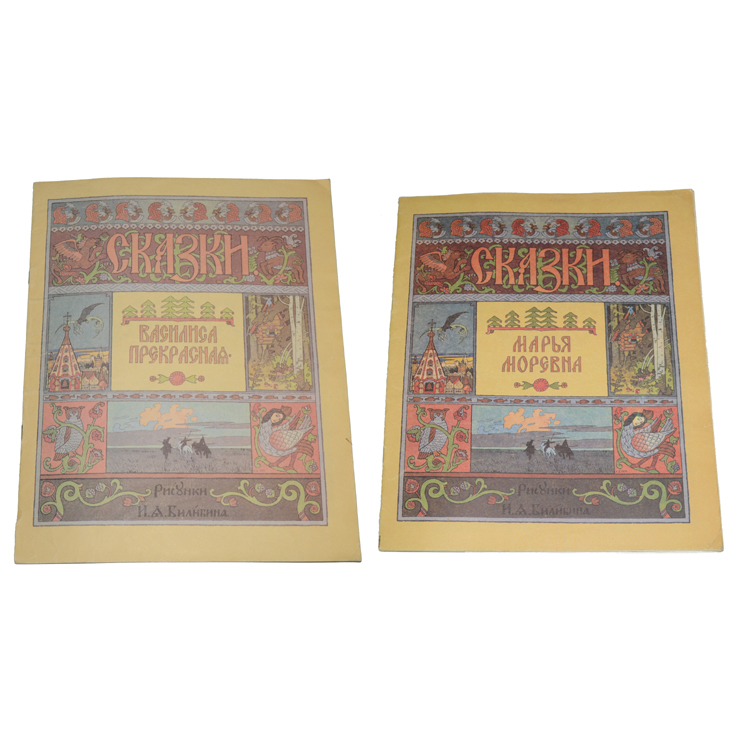 СКАЗКИ
ВАСИЛИСА
ПРЕКРАСНАЯ·
Рисунки
И. Я. Билибина
СКАЗКИ
МАРЬЯ
МОРЕВНА
Рисунки
И. Я. Билибина